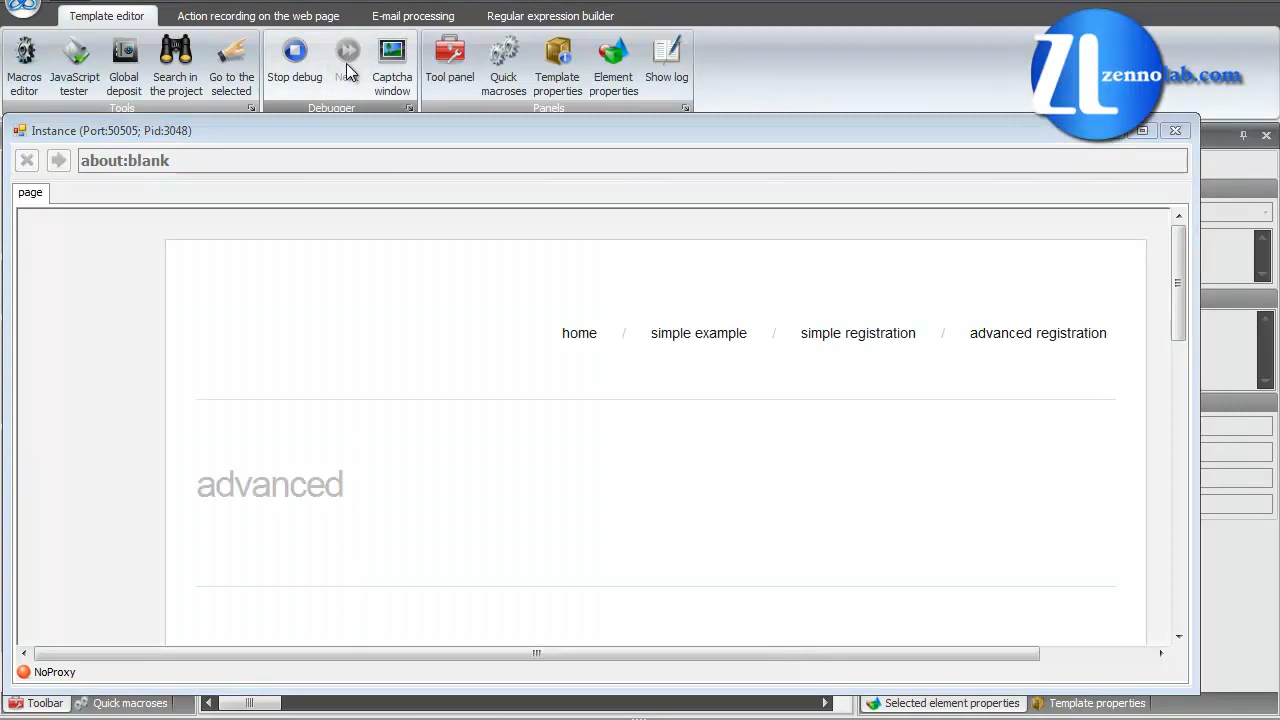 Template editor
Action recording on the web page
E-mail processing
Regular expression builder
Macros editor
JavaScript tester
Global deposit
Search in the project
Go to the selected
Tools
Stop debug
Captcha window
Debugger
Tool panel
Quick macroses
Template properties
Element properties
Show log
Panels
ZL zennolab.com
Instance (Port:50505; Pid:3048)
about:blank
page
home / simple example / simple registration / advanced registration
advanced
NoProxy
Toolbar
Quick macroses
Selected element properties
Template properties